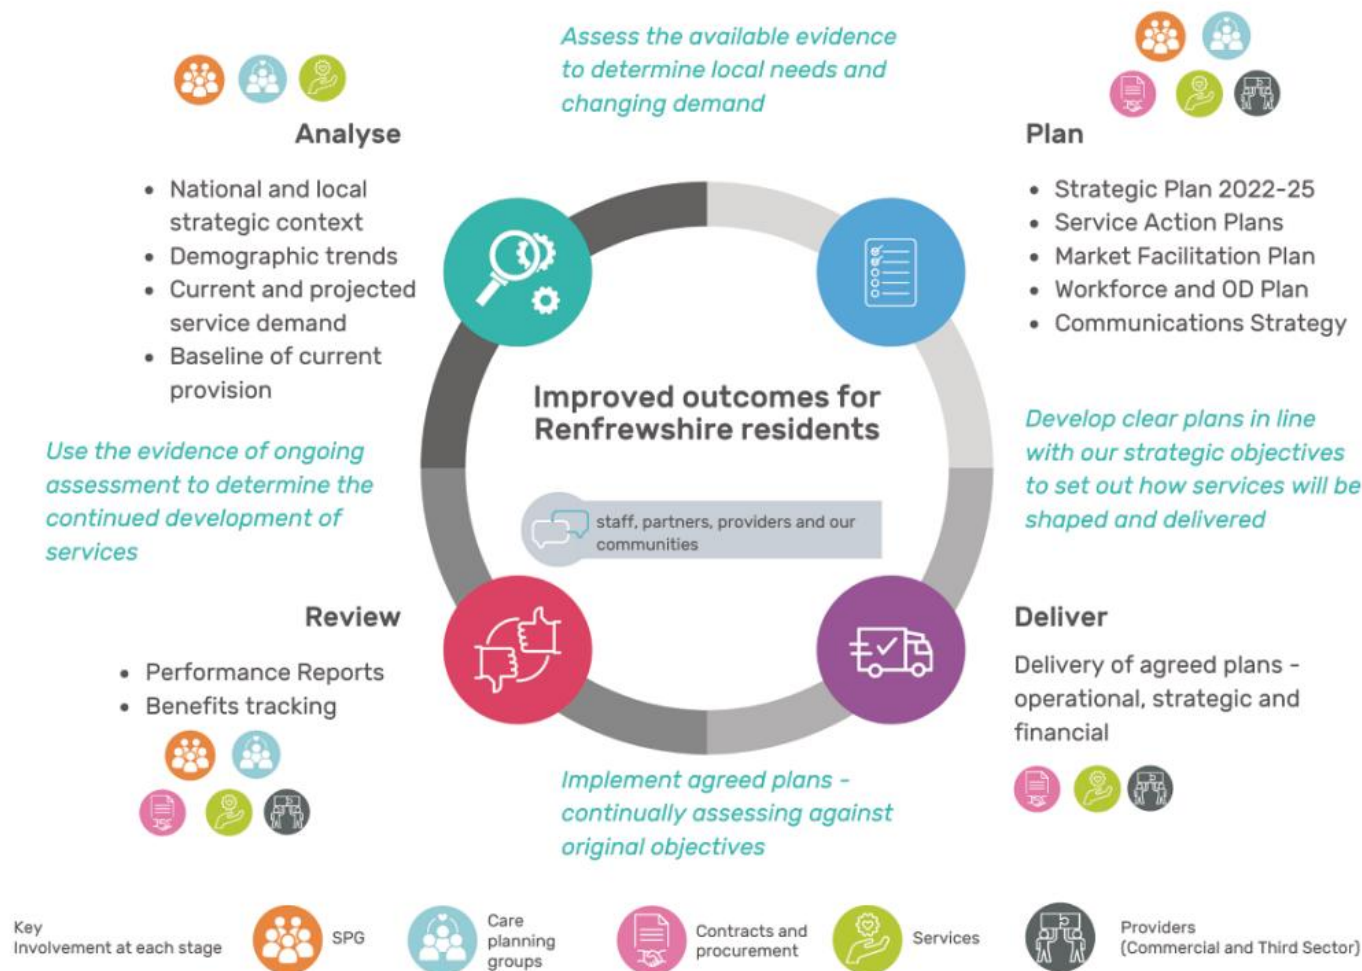 Assess the available evidence
to determine local needs and
changing demand
Analyse
• National and local
strategic context
• Demographic trends
• Current and projected
service demand
• Baseline of current
provision
Plan
• Strategic Plan 2022-25
• Service Action Plans
• Market Facilitation Plan
• Workforce and OD Plan
• Communications Strategy
Improved outcomes for
Renfrewshire residents
staff, partners, providers and our
communities
Use the evidence of ongoing
assessment to determine the
continued development of
services
Develop clear plans in line
with our strategic objectives
to set out how services will be
shaped and delivered
Review
• Performance Reports
• Benefits tracking
Deliver
Delivery of agreed plans -
operational, strategic and
financial
Implement agreed plans -
continually assessing against
original objectives
Key
Involvement at each stage
SPG
Care
planning
groups
Contracts and
procurement
Services
Providers
(Commercial and Third Sector)